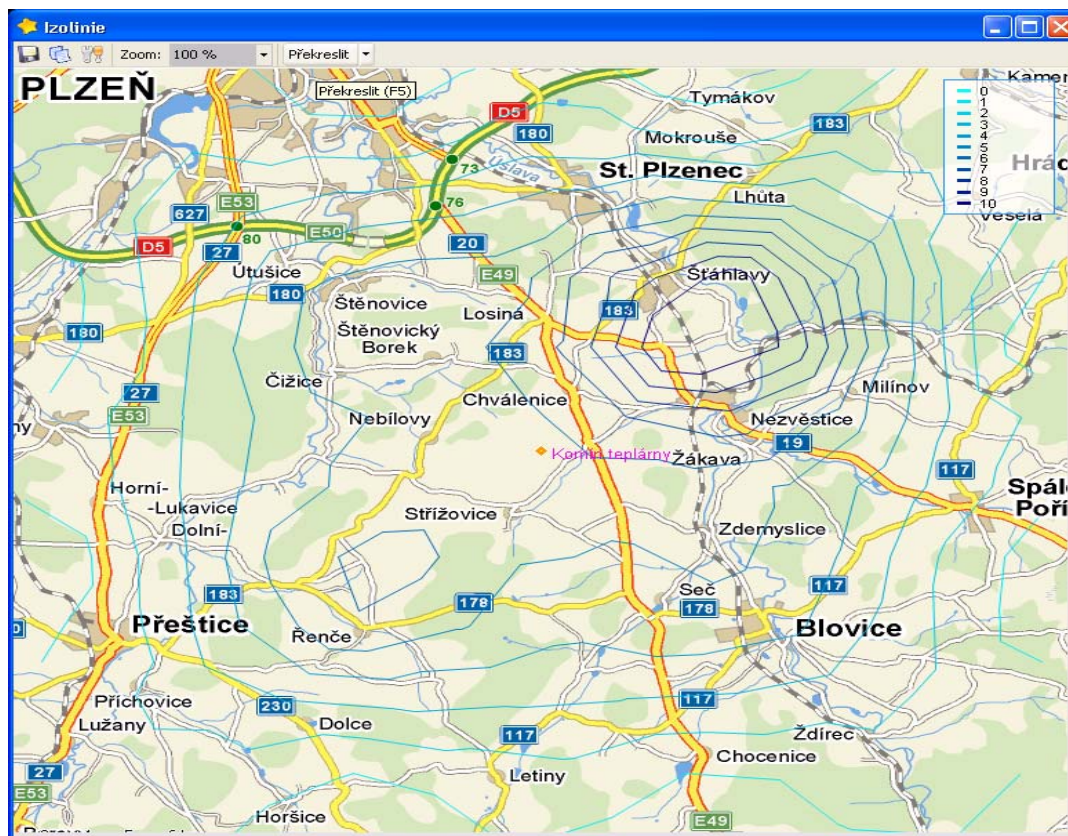 Izolinie
Zoom: 100 % Překreslit
Překreslit (F5)
PLZEŇ
D5
180
73
Úslava
Tymákov
183
Mokrouše
St. Plzenec
Lhůta
0
1
2
3
4
5
6
7
8
9
10
Veselá
E53
627
76
D5
27
80
E50
20
E49
Útušice
180
Štěnovice
Losiná
183
Šťáhlavy
180
Štěnovický
Borek
183
Čižice
27
E53
Nebílovy
Chválenice
Milínov
Nezvěstice
19
Komín teplárny
Žákava
117
Horní-
-Lukavice
Dolní-
Střížovice
Zdemyslice
183
178
Seč
178
117
Přeštice
Řenče
Blovice
Příchovice
Lužany
230
Dolce
117
117
Ždírec
27
E53
Letiny
Chocenice
Horšice
E49